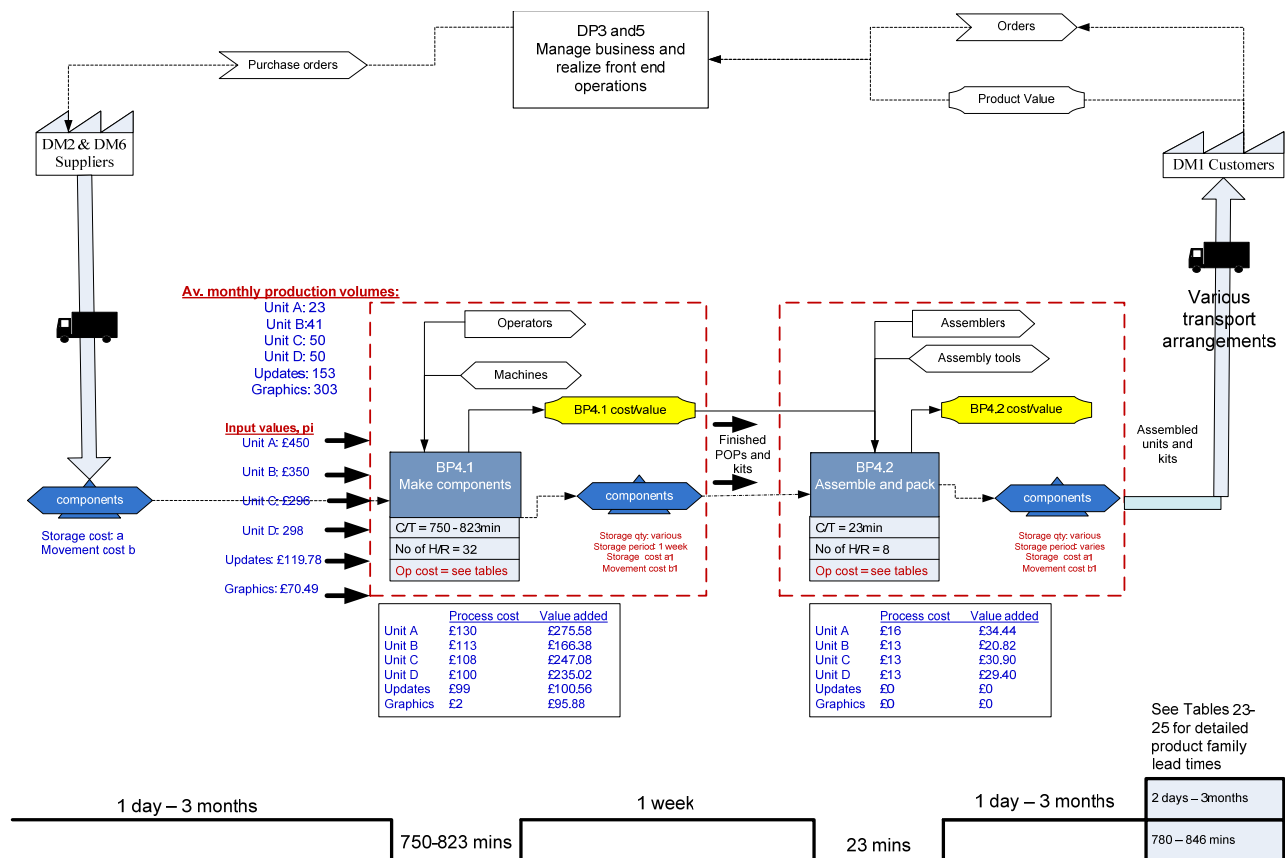 DP3 and5
Manage business and
realize front end
operations
Orders
Purchase orders
Product Value
DM2 & DM6
Suppliers
DM1 Customers
Various
transport
arrangements
Av. monthly production volumes:
Unit A: 23
Unit B:41
Unit C: 50
Unit D: 50
Updates: 153
Graphics: 303
Operators
Machines
Assemblers
Assembly tools
BP4.1 cost/value
BP4.2 cost/value
Input values, pi
Unit A: £450
Unit B: £350
Unit C: £296
Unit D: 298
Updates: £119.78
Graphics: £70.49
Finished
POPs and
kits
Assembled
units and
kits
components
Storage cost: a
Movement cost b
BP4.1
Make components
C/T = 750-823min
No of H/R = 32
Op cost = see tables
components
Storage qty: various
Storage period: 1 week
Storage cost a1
Movement cost b1
BP4.2
Assemble and pack
C/T = 23min
No of H/R = 8
Op cost = see tables
components
Storage qty: various
Storage period: varies
Storage cost a1
Movement cost b1
Process cost Value added
Unit A £130 £275.58
Unit B £113 £166.38
Unit C £108 £247.08
Unit D £100 £235.02
Updates £99 £100.56
Graphics £2 £95.88
Process cost Value added
Unit A £16 £34.44
Unit B £13 £20.82
Unit C £13 £30.90
Unit D £13 £29.40
Updates £0 £0
Graphics £0 £0
See Tables 23-
25 for detailed
product family
lead times
1 day – 3 months
1 week
1 day – 3 months
2 days – 3months
750-823 mins
23 mins
780 – 846 mins